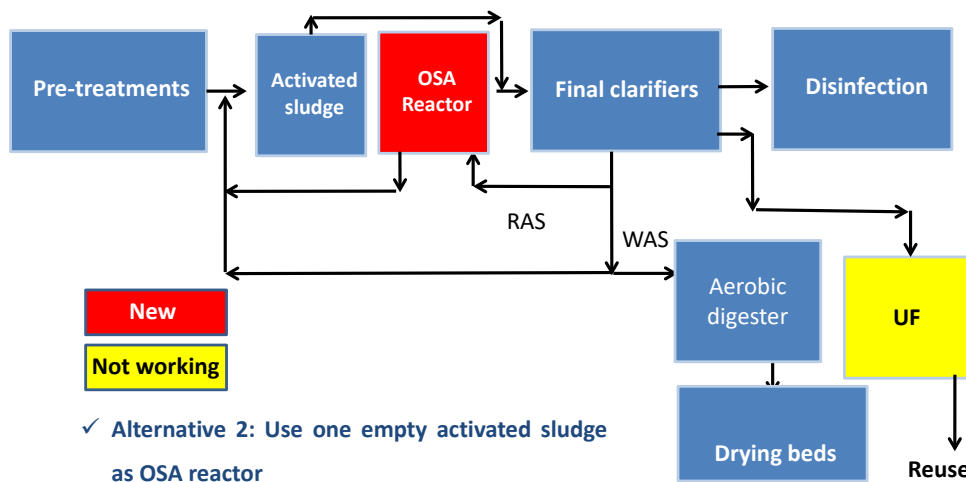 Pre-treatments
Activated
sludge
OSA
Reactor
Final clarifiers
Disinfection
RAS
WAS
Aerobic
digester
UF
New
Not working
✓ Alternative 2: Use one empty activated sludge
as OSA reactor
Drying beds
Reuse